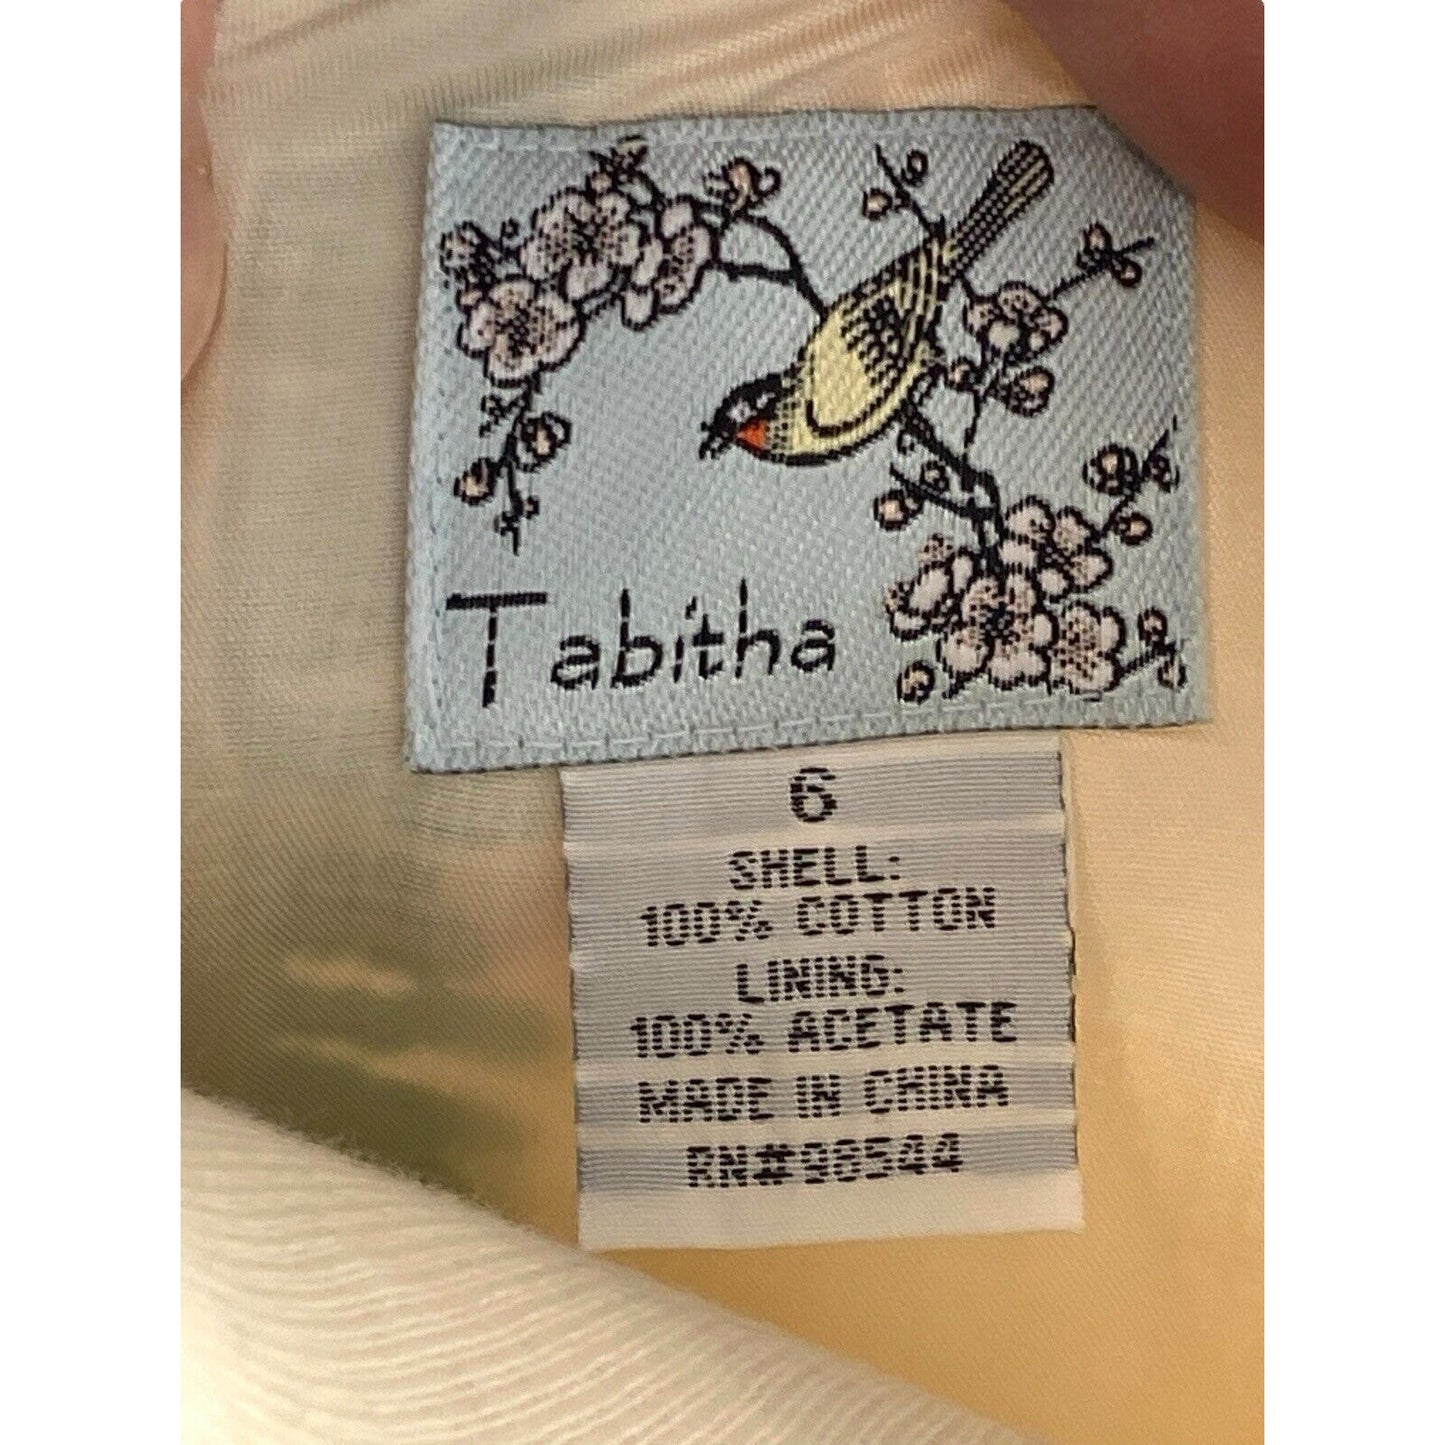 Tabitha
6
SHELL:
100% COTTON
LINING:
100% ACETATE
MADE IN CHINA
RN#98544